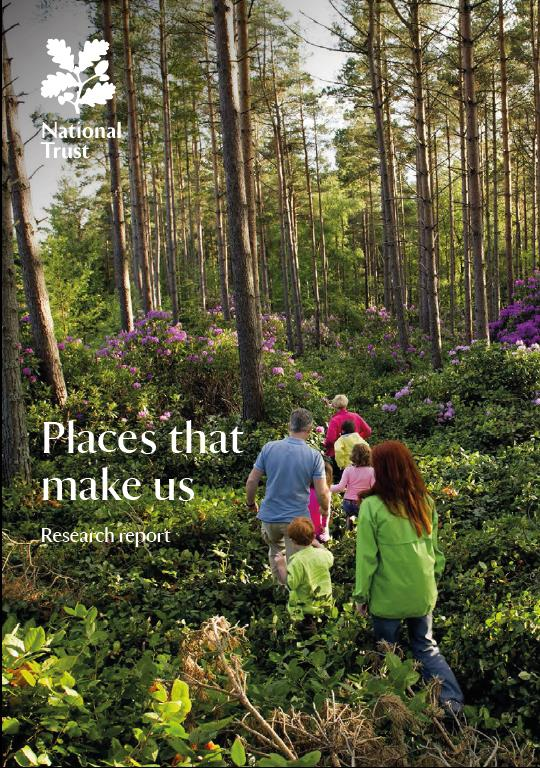 National
Trust
Places that
make us
Research report